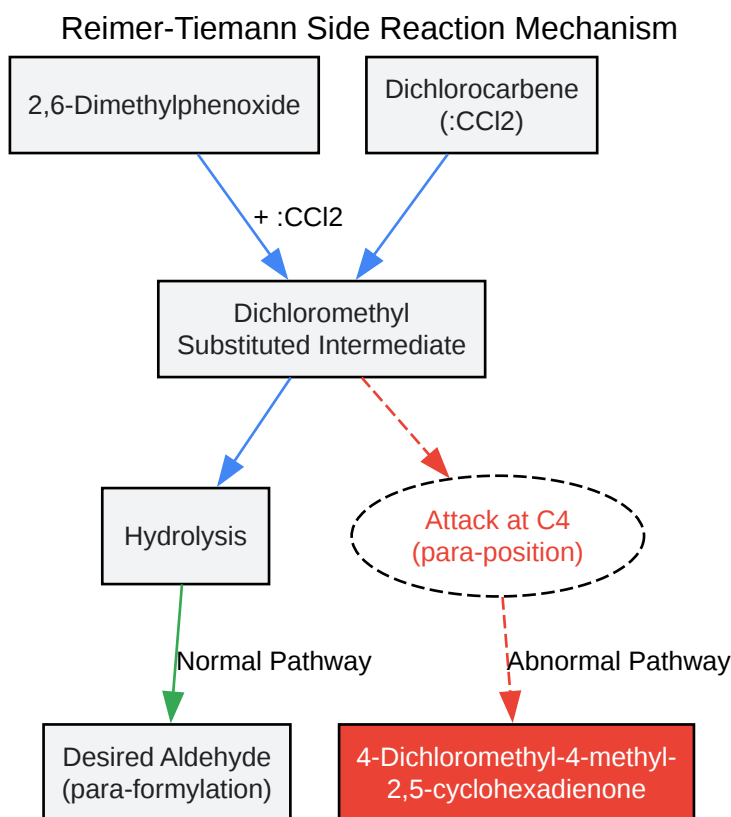 Reimer-Tiemann Side Reaction Mechanism
2,6-Dimethylphenoxide
Dichlorocarbene
(:CCl2)
+ :CCl2
Dichloromethyl
Substituted Intermediate
Hydrolysis
Attack at C4
(para-position)
Normal Pathway
Abnormal Pathway
Desired Aldehyde
(para-formylation)
4-Dichloromethyl-4-methyl-
2,5-cyclohexadienone